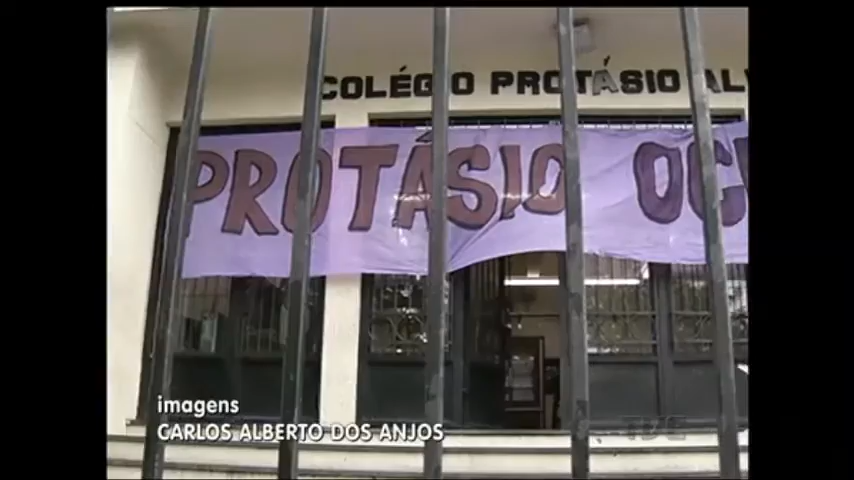 COLÉGIO PROTÁSIO AL
PROTÁSIO OC
imagens
CARLOS ALBERTO DOS ANJOS